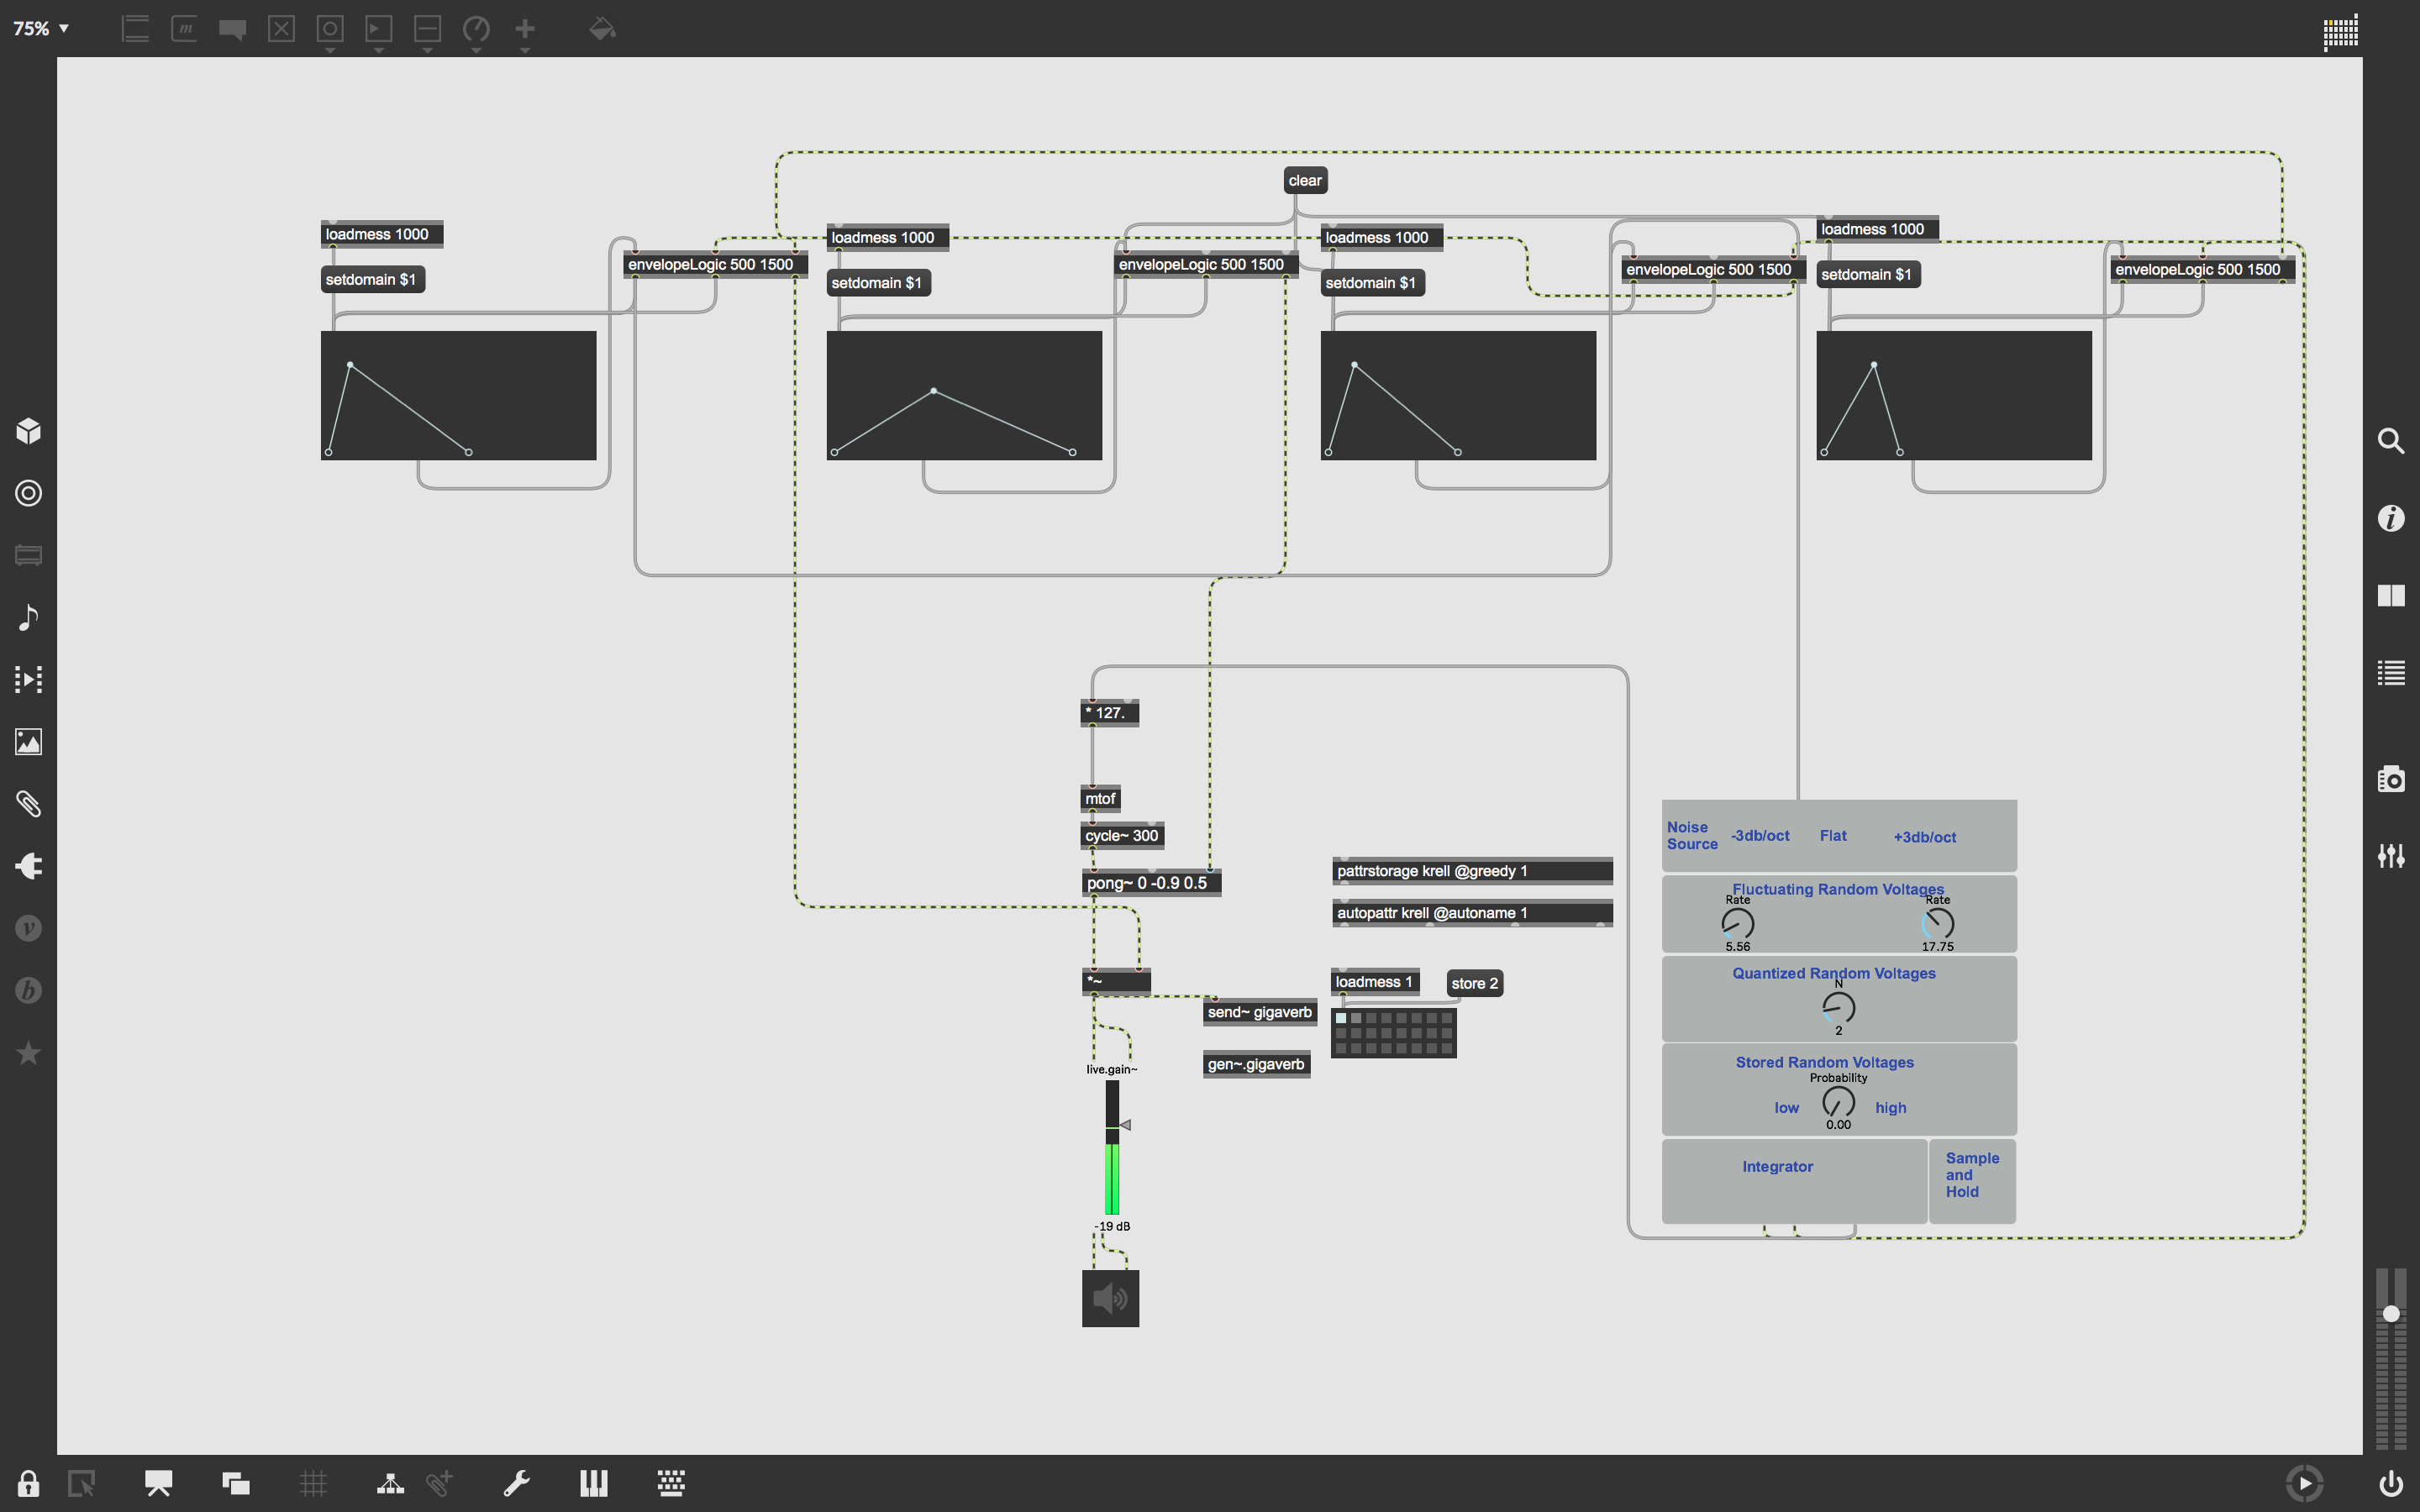 75%
m
clear
loadmess 1000
loadmess 1000
loadmess 1000
loadmess 1000
envelopeLogic 500 1500
envelopeLogic 500 1500
envelopeLogic 500 1500
envelopeLogic 500 1500
setdomain $1
setdomain $1
setdomain $1
setdomain $1
* 127.
mtof
cycle~ 300
pong~ 0 -0.9 0.5
*~
send~ gigaverb
gen~.gigaverb
live.gain~
-19 dB
pattrstorage krell @greedy 1
autopattr krell @autoname 1
loadmess 1
store 2
Noise
Source
-3db/oct
Flat
+3db/oct
Fluctuating Random Voltages
Rate
Rate
5.56
17.75
Quantized Random Voltages
N
2
Stored Random Voltages
Probability
low
high
0.00
Integrator
Sample
and
Hold
i
v
b